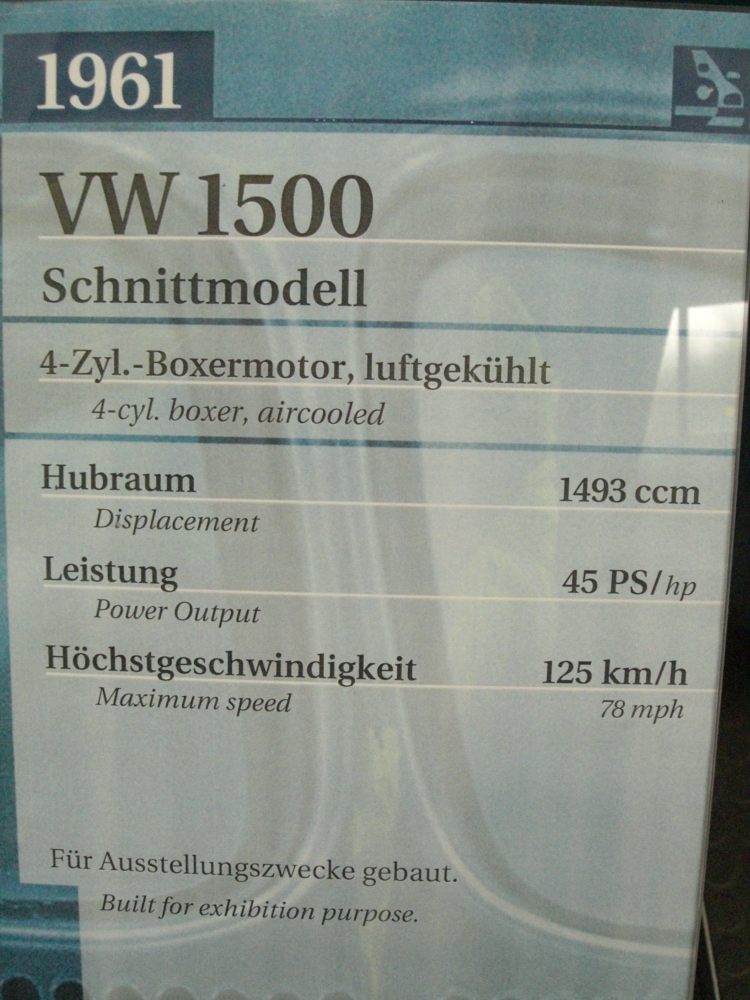 1961
VW 1500
Schnittmodell
4-Zyl.-Boxermotor, luftgekühlt
4-cyl. boxer, aircooled
Hubraum 1493 ccm
Displacement
Leistung 45 PS/hp
Power Output
Höchstgeschwindigkeit 125 km/h
Maximum speed 78 mph
Für Ausstellungszwecke gebaut.
Built for exhibition purpose.